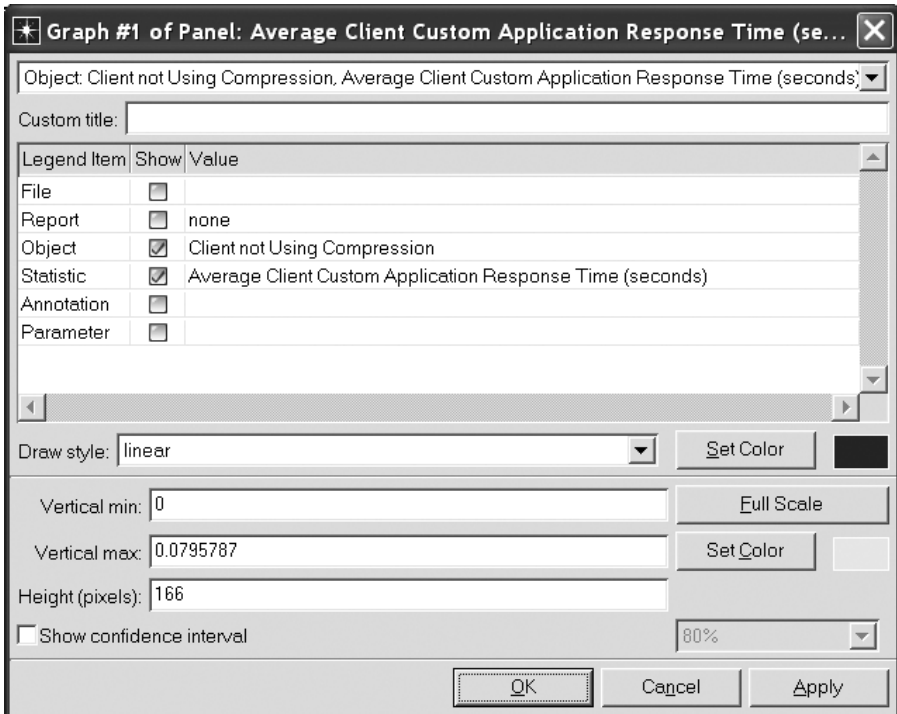 Graph #1 of Panel: Average Client Custom Application Response Time (se...
Object: Client not Using Compression, Average Client Custom Application Response Time (seconds)
Custom title:
Legend Item Show Value
File
Report none
Object Client not Using Compression
Statistic Average Client Custom Application Response Time (seconds)
Annotation
Parameter
Draw style: linear Set Color
Vertical min: 0 Full Scale
Vertical max: 0.0795787 Set Color
Height (pixels): 166
Show confidence interval 80%
OK Cancel Apply